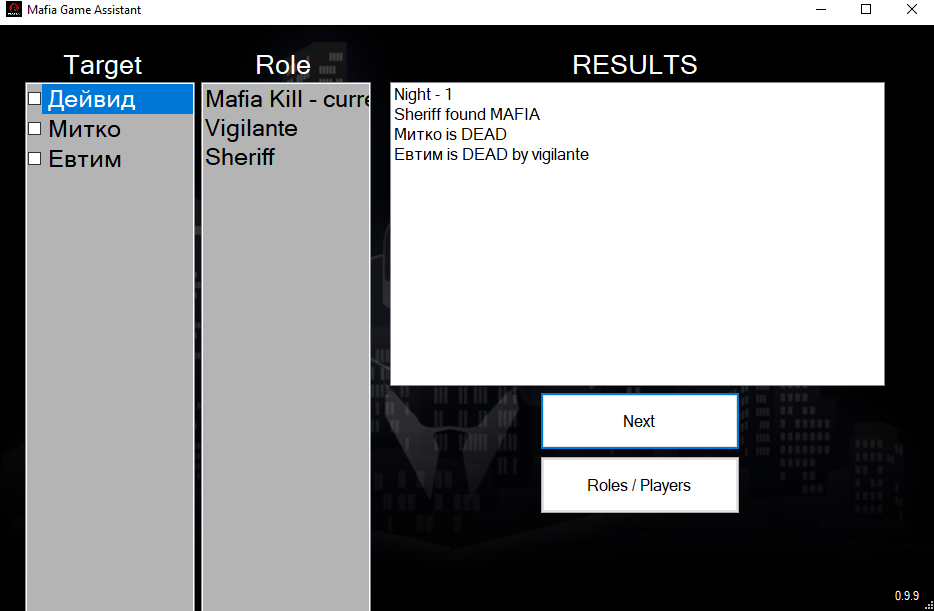 Mafia Game Assistant
Target
Role
RESULTS
Дейвид
Митко
Евтим
Mafia Kill - curre
Vigilante
Sheriff
Night - 1
Sheriff found MAFIA
Митко is DEAD
Евтим is DEAD by vigilante
Next
Roles / Players
0.9.9